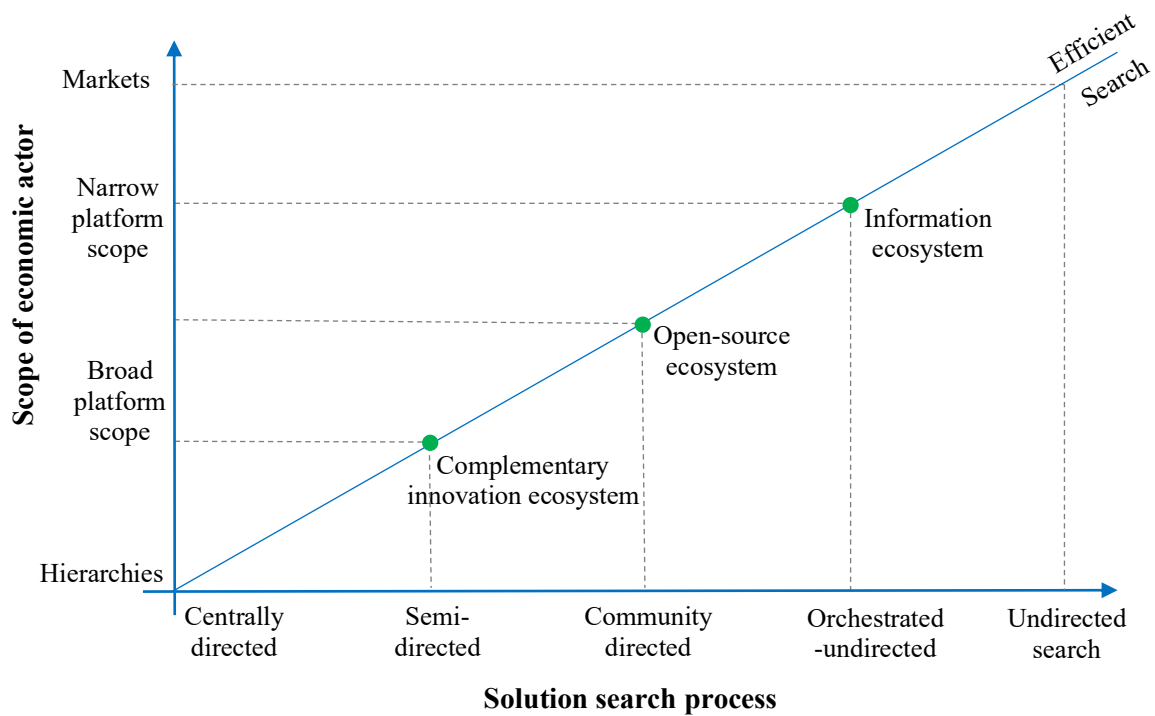 Efficient
Search
Markets
Narrow
platform
scope
Information
ecosystem
Scope of economic actor
Open-source
ecosystem
Broad
platform
scope
Complementary
innovation ecosystem
Hierarchies
Centrally
directed
Semi-
directed
Community
directed
Orchestrated
-undirected
Undirected
search
Solution search process